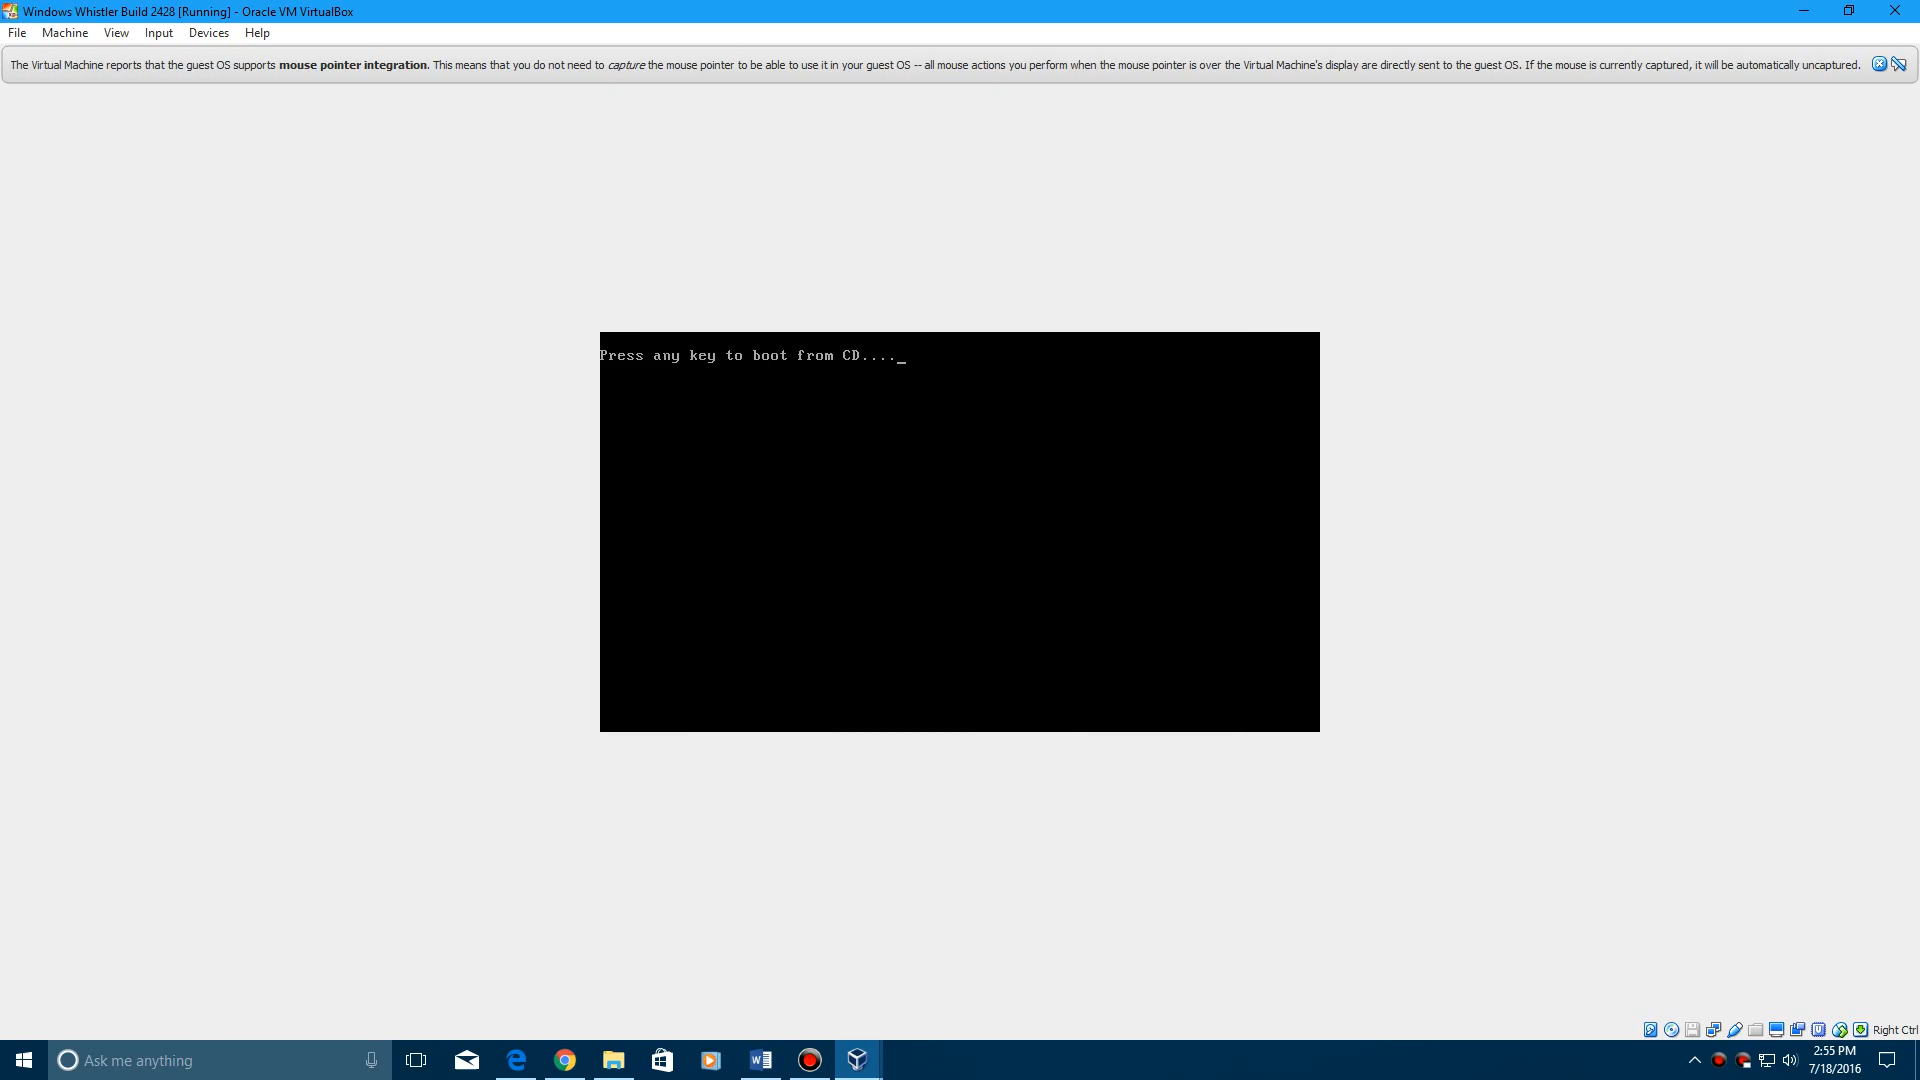 Windows Whistler Build 2428 [Running] - Oracle VM VirtualBox
File Machine View Input Devices Help
The Virtual Machine reports that the guest OS supports mouse pointer integration. This means that you do not need to capture the mouse pointer to be able to use it in your guest OS -- all mouse actions you perform when the mouse pointer is over the Virtual Machine's display are directly sent to the guest OS. If the mouse is currently captured, it will be automatically uncaptured.
Press any key to boot from CD...._
Right Ctrl
Ask me anything
2:55 PM
7/18/2016